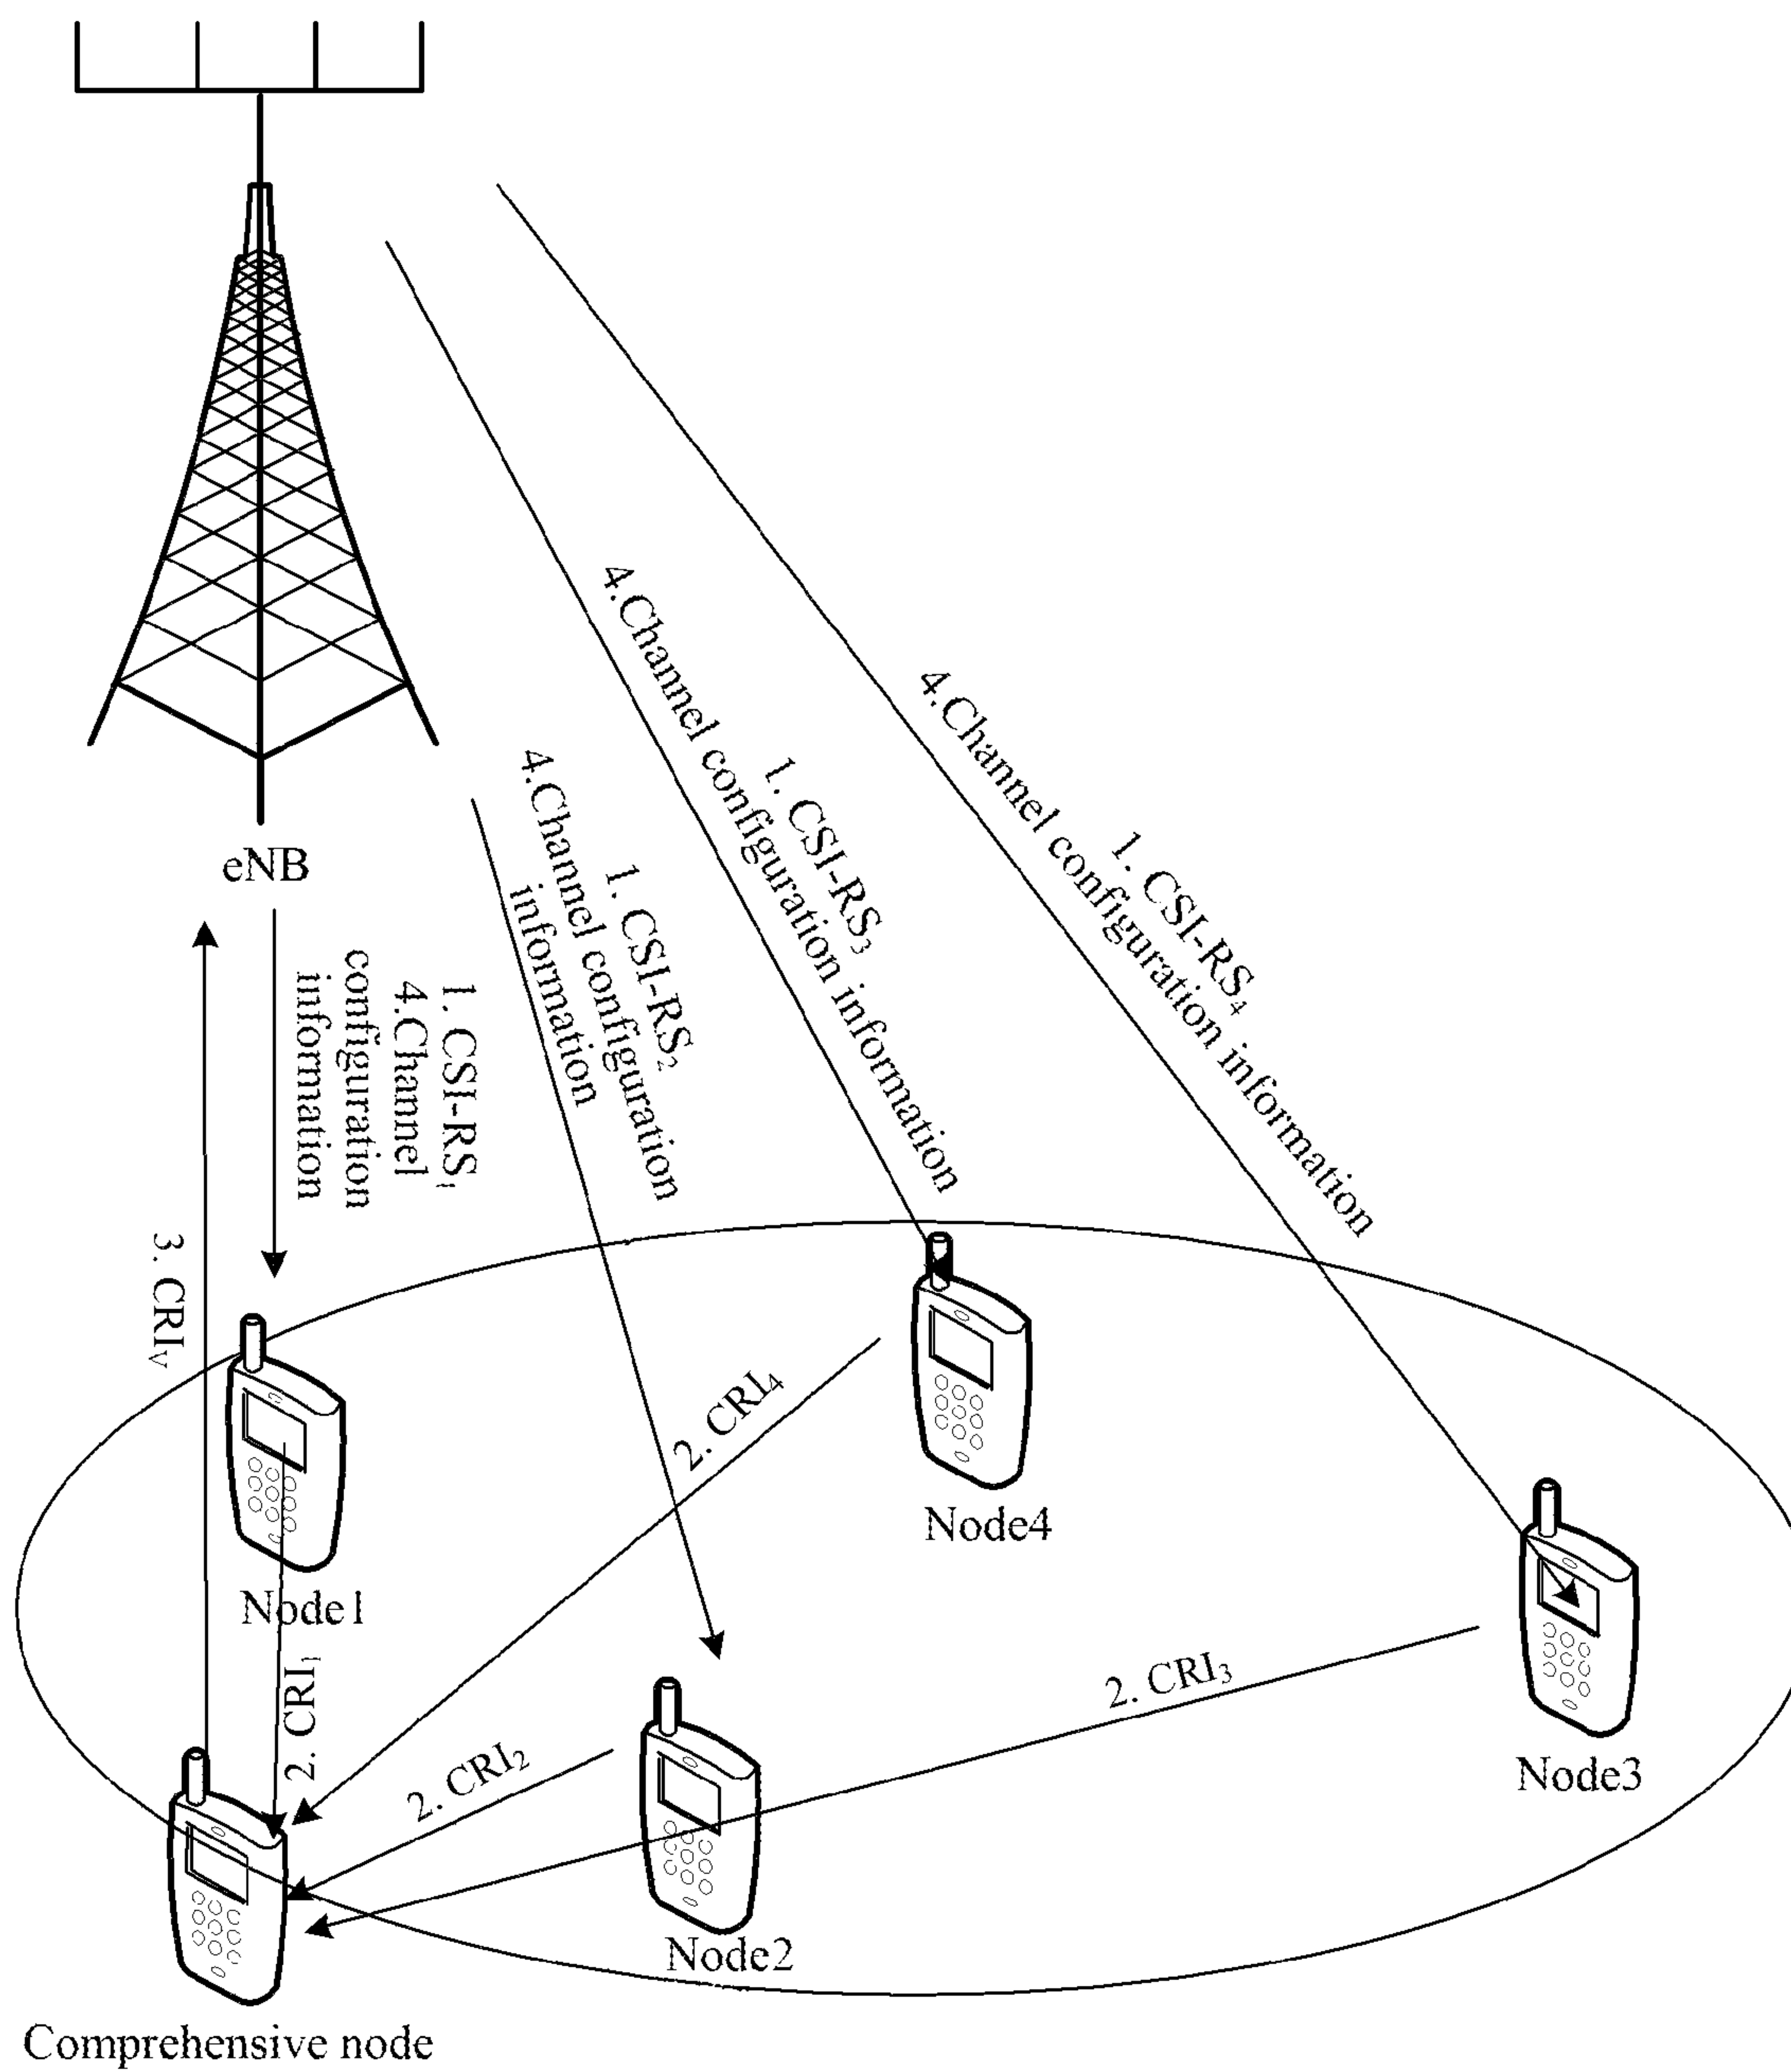 eNB
1. CSI-RS₁
4.Channel
configuration
information
1. CSI-RS₂
4.Channel configuration
information
1. CSI-RS₃
4.Channel configuration information
1. CSI-RS₄
4.Channel configuration information
3. CRIᵥ
2. CRI₄
Node4
Node1
2. CRI₁
2. CRI₂
2. CRI₃
Node3
Node2
Comprehensive node